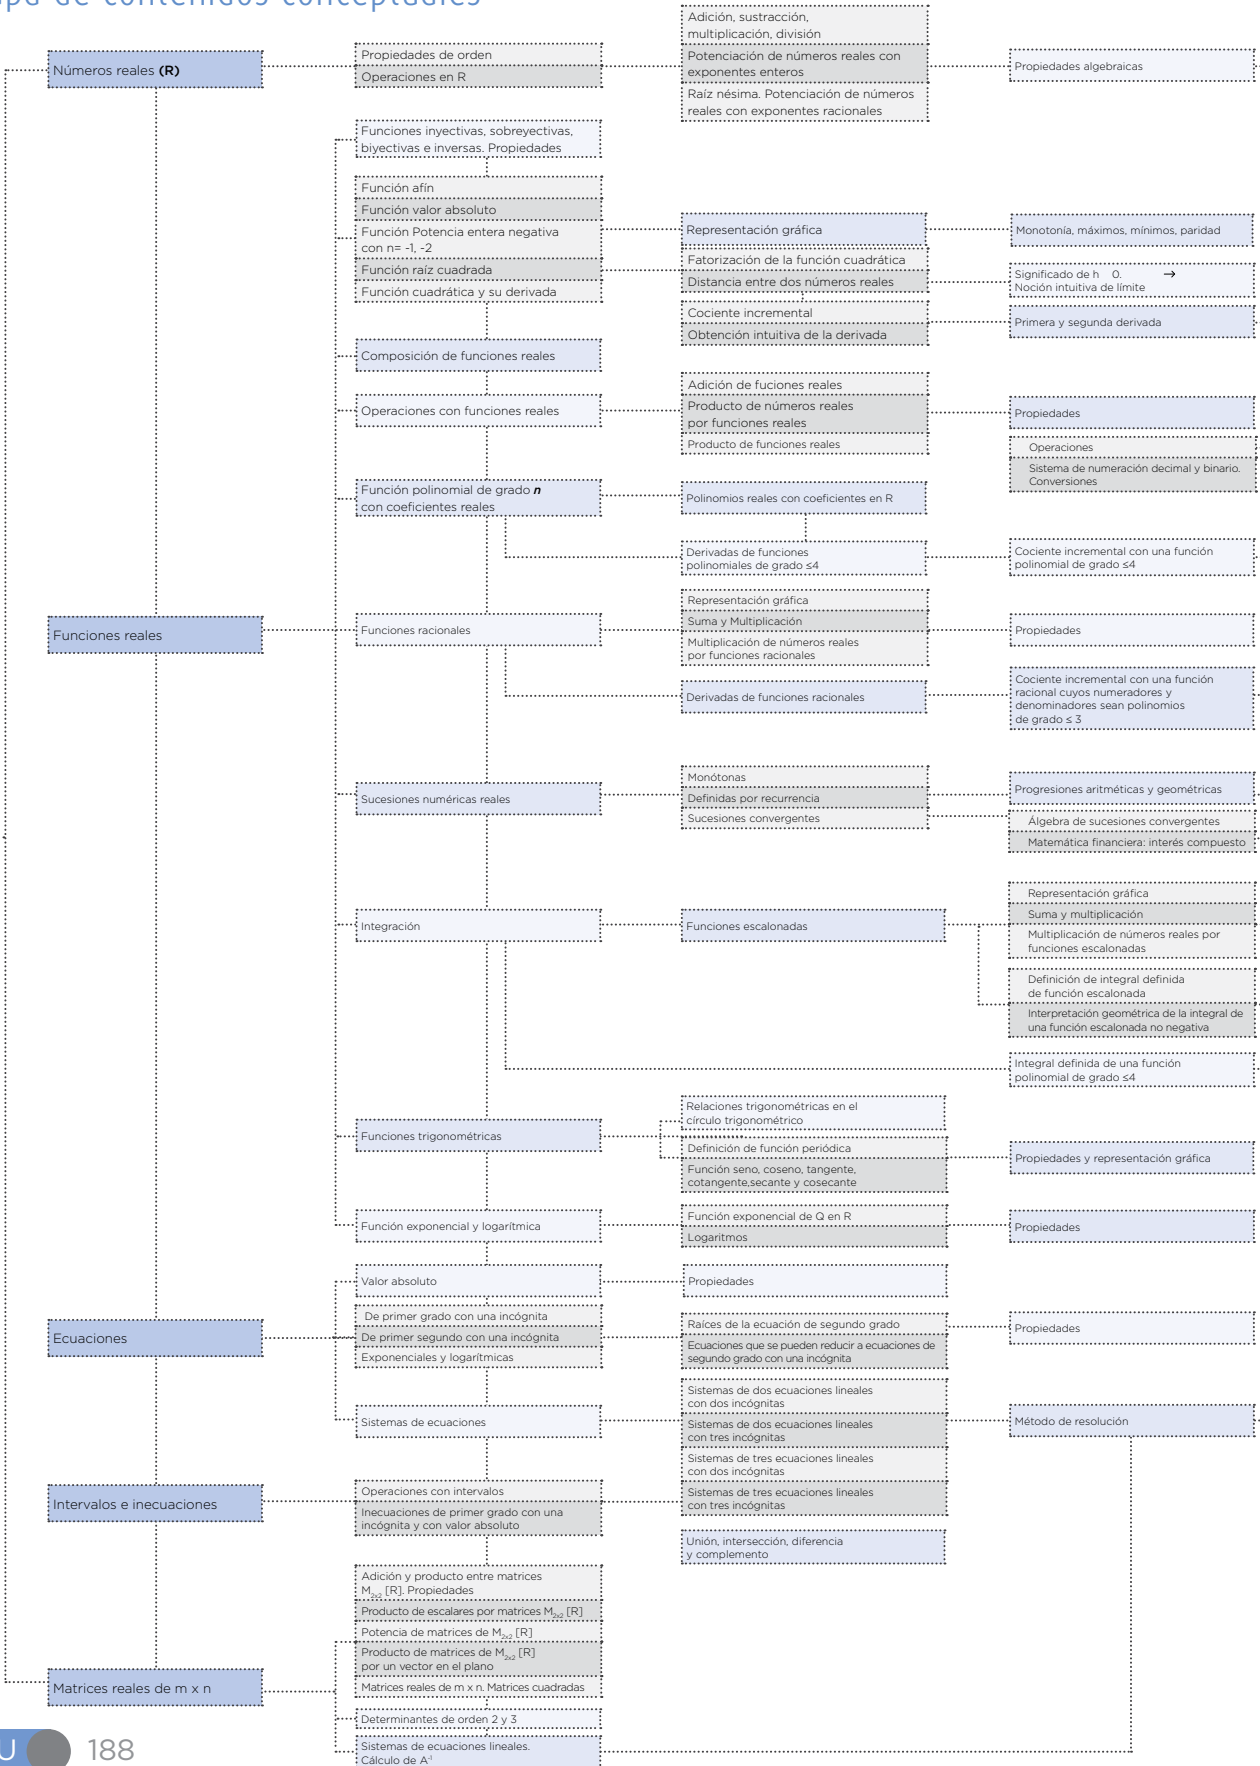 apa de contenidos conceptuales
Números reales (R)
Propiedades de orden
Operaciones en R
Adición, sustracción,
multiplicación, división
Potenciación de números reales con
exponentes enteros
Raíz nésima. Potenciación de números
reales con exponentes racionales
Propiedades algebraicas
Funciones reales
Funciones inyectivas, sobreyectivas,
biyectivas e inversas. Propiedades
Función afín
Función valor absoluto
Función Potencia entera negativa
con n= -1, -2
Función raíz cuadrada
Función cuadrática y su derivada
Representación gráfica
Fatorización de la función cuadrática
Distancia entre dos números reales
Cociente incremental
Obtención intuitiva de la derivada
Monotonía, máximos, mínimos, paridad
Significado de h 0. →
Noción intuitiva de límite
Primera y segunda derivada
Composición de funciones reales
Operaciones con funciones reales
Adición de fuciones reales
Producto de números reales
por funciones reales
Producto de funciones reales
Propiedades
Operaciones
Sistema de numeración decimal y binario.
Conversiones
Función polinomial de grado n
con coeficientes reales
Polinomios reales con coeficientes en R
Derivadas de funciones
polinomiales de grado ≤4
Cociente incremental con una función
polinomial de grado ≤4
Funciones racionales
Representación gráfica
Suma y Multiplicación
Multiplicación de números reales
por funciones racionales
Propiedades
Derivadas de funciones racionales
Cociente incremental con una función
racional cuyos numeradores y
denominadores sean polinomios
de grado ≤ 3
Sucesiones numéricas reales
Monótonas
Definidas por recurrencia
Sucesiones convergentes
Progresiones aritméticas y geométricas
Álgebra de sucesiones convergentes
Matemática financiera: interés compuesto
Integración
Funciones escalonadas
Representación gráfica
Suma y multiplicación
Multiplicación de números reales por
funciones escalonadas
Definición de integral definida
de función escalonada
Interpretación geométrica de la integral de
una función escalonada no negativa
Integral definida de una función
polinomial de grado ≤4
Funciones trigonométricas
Relaciones trigonométricas en el
círculo trigonométrico
Definición de función periódica
Función seno, coseno, tangente,
cotangente,secante y cosecante
Propiedades y representación gráfica
Función exponencial y logarítmica
Función exponencial de Q en R
Logaritmos
Propiedades
Ecuaciones
Valor absoluto
Propiedades
De primer grado con una incógnita
De primer segundo con una incógnita
Exponenciales y logarítmicas
Raíces de la ecuación de segundo grado
Ecuaciones que se pueden reducir a ecuaciones de
segundo grado con una incógnita
Propiedades
Sistemas de ecuaciones
Sistemas de dos ecuaciones lineales
con dos incógnitas
Sistemas de dos ecuaciones lineales
con tres incógnitas
Sistemas de tres ecuaciones lineales
con dos incógnitas
Sistemas de tres ecuaciones lineales
con tres incógnitas
Método de resolución
Intervalos e inecuaciones
Operaciones con intervalos
Inecuaciones de primer grado con una
incógnita y con valor absoluto
Unión, intersección, diferencia
y complemento
Matrices reales de m x n
Adición y producto entre matrices
M₂ₓ₂ [R]. Propiedades
Producto de escalares por matrices M₂ₓ₂ [R]
Potencia de matrices de M₂ₓ₂ [R]
Producto de matrices de M₂ₓ₂ [R]
por un vector en el plano
Matrices reales de m x n. Matrices cuadradas
Determinantes de orden 2 y 3
Sistemas de ecuaciones lineales.
Cálculo de A⁻¹
U 188